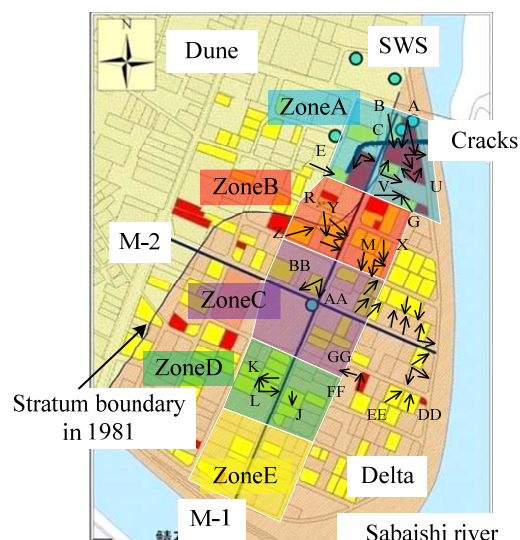 N
Dune
SWS
ZoneA
B
A
C
Cracks
E
ZoneB
R
Y
V
U
G
Z
M
X
M-2
BB
ZoneC
AA
ZoneD
K
GG
L
J
FF
EE
DD
Stratum boundary
in 1981
ZoneE
Delta
M-1
Sabaishi river